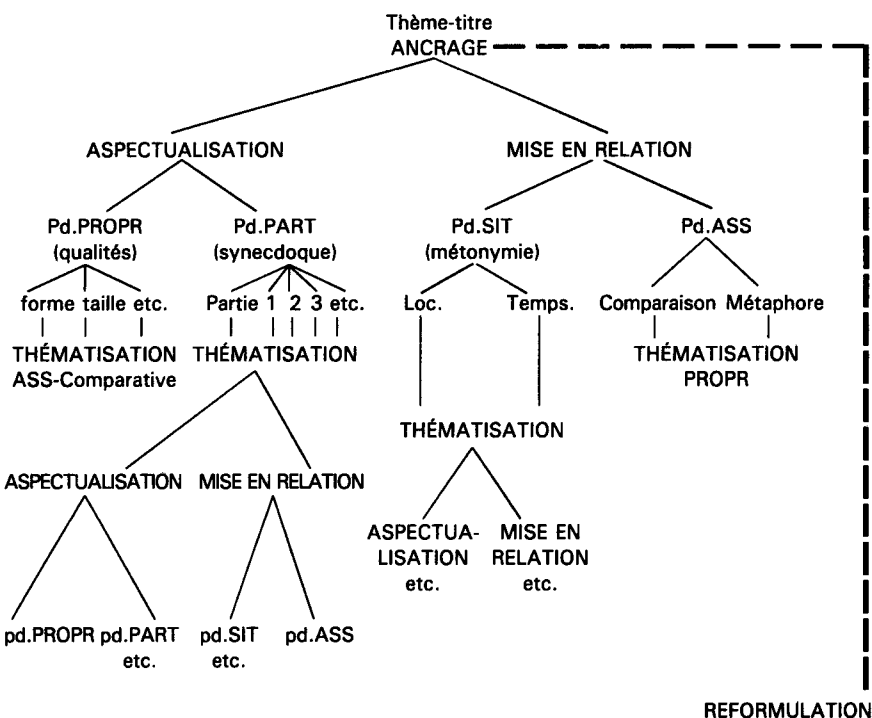 Thème-titre
ANCRAGE
ASPECTUALISATION MISE EN RELATION
Pd.PROPR Pd.PART Pd.SIT Pd.ASS
(qualités) (synecdoque) (métonymie)
forme taille etc. Partie 1 2 3 etc. Loc. Temps. Comparaison Métaphore
THÉMATISATION THÉMATISATION THÉMATISATION
ASS-Comparative PROPR
THÉMATISATION
ASPECTUALISATION MISE EN RELATION
ASPECTUA- MISE EN
LISATION RELATION
etc. etc.
pd.PROPR pd.PART pd.SIT pd.ASS
etc. etc.
REFORMULATION